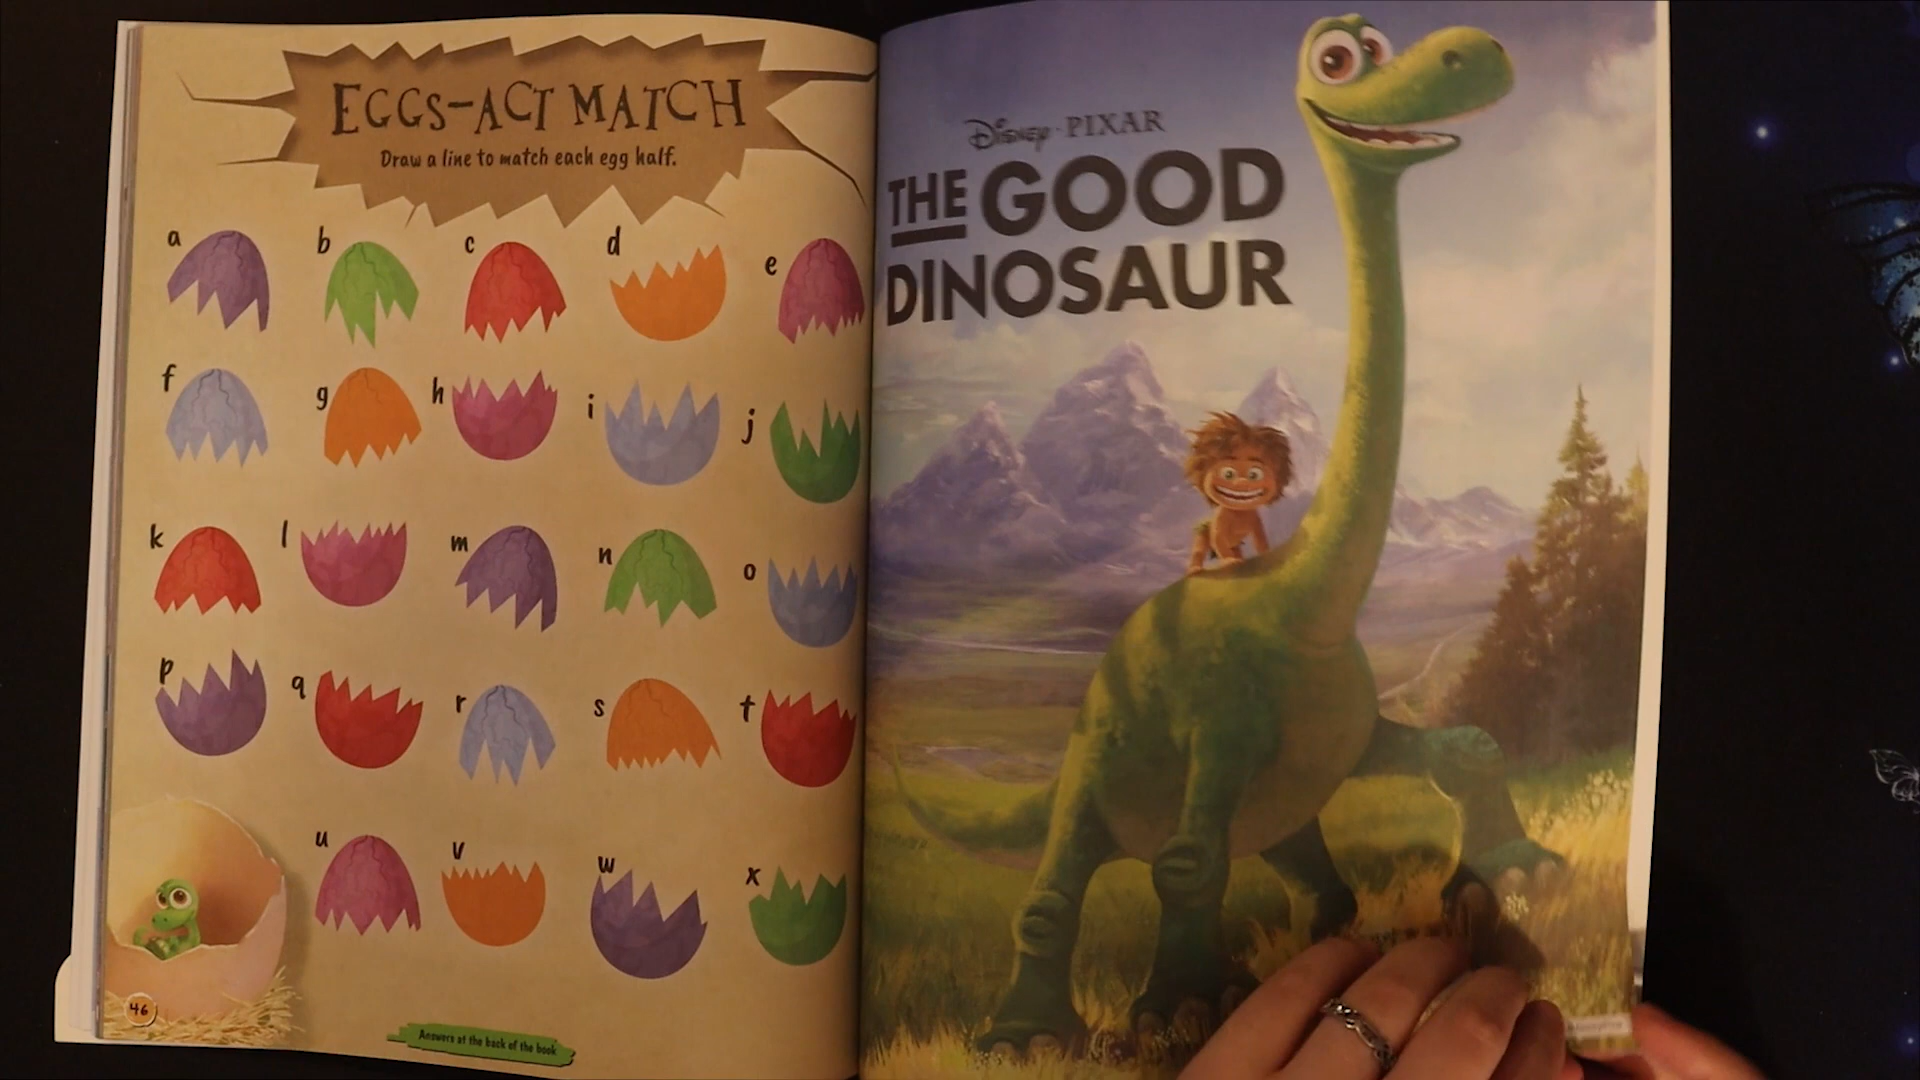 EGGS-ACT MATCH
Draw a line to match each egg half.
a
b
c
d
e
f
g
h
i
j
k
l
m
n
o
p
q
r
s
t
u
v
w
x
46
Answers at the back of the book
Disney·PIXAR
THE GOOD
DINOSAUR